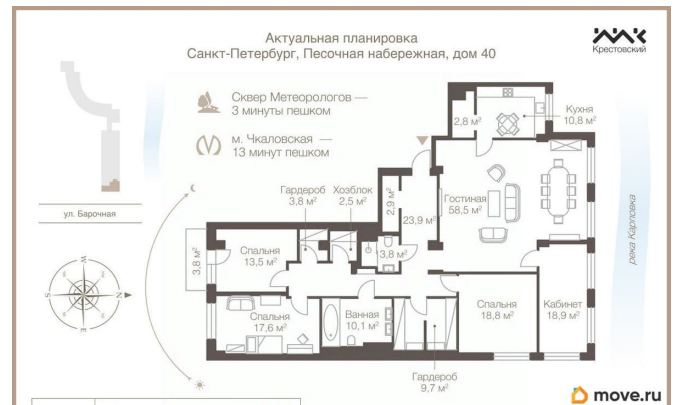 Актуальная планировка
Санкт-Петербург, Песочная набережная, дом 40
Крестовский
Сквер Метеорологов —
3 минуты пешком
м. Чкаловская —
13 минут пешком
ул. Барочная
S
W
N
E
Кухня
10,8 м²
2,8 м²
Гостиная
58,5 м²
Гардероб
3,8 м²
Хозблок
2,5 м²
2,9 м²
23,9 м²
3,8 м²
Спальня
13,5 м²
3,8 м²
Спальня
17,6 м²
Ванная
10,1 м²
Гардероб
9,7 м²
Спальня
18,8 м²
Кабинет
18,9 м²
река Карповка
move.ru